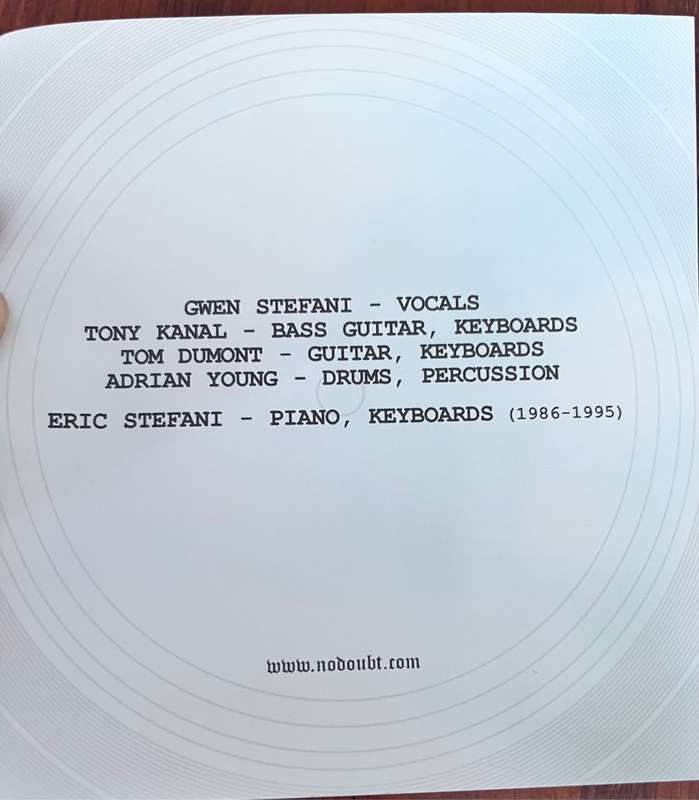 GWEN STEFANI - VOCALS
TONY KANAL - BASS GUITAR, KEYBOARDS
TOM DUMONT - GUITAR, KEYBOARDS
ADRIAN YOUNG - DRUMS, PERCUSSION
ERIC STEFANI - PIANO, KEYBOARDS (1986-1995)
www.nodoubt.com